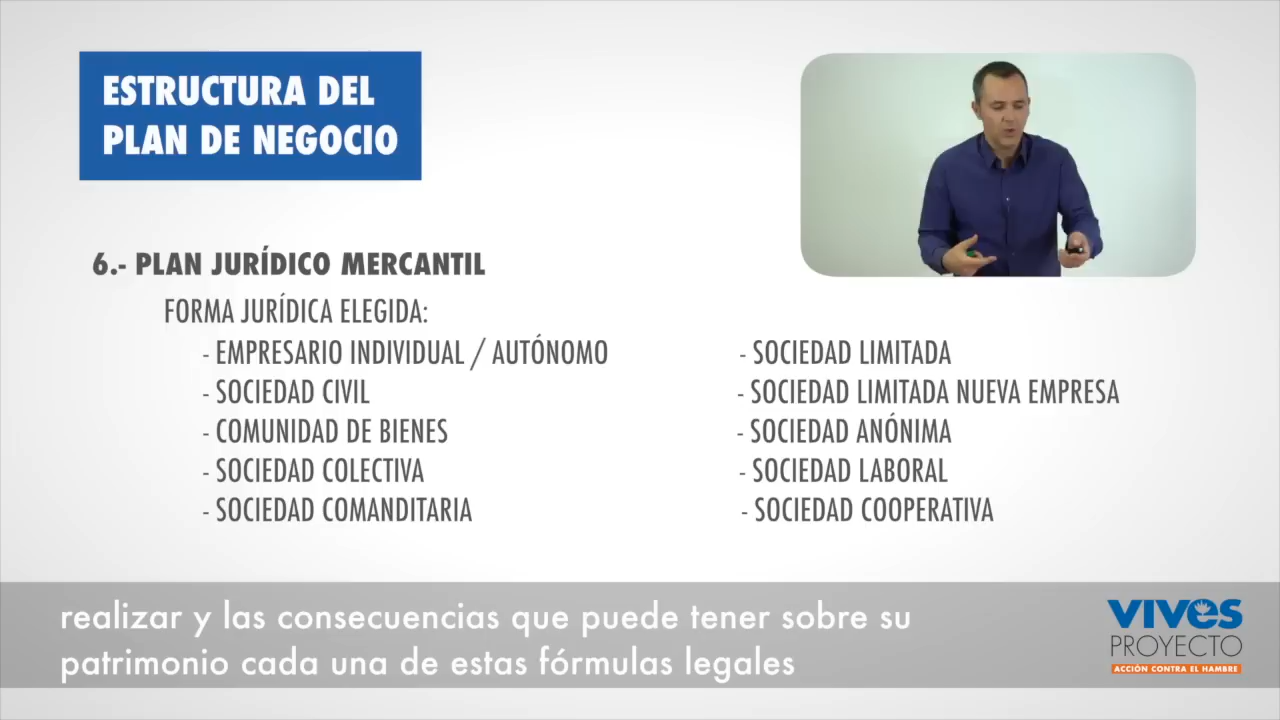 ESTRUCTURA DEL
PLAN DE NEGOCIO
6.- PLAN JURÍDICO MERCANTIL
FORMA JURÍDICA ELEGIDA:
- EMPRESARIO INDIVIDUAL / AUTÓNOMO
- SOCIEDAD CIVIL
- COMUNIDAD DE BIENES
- SOCIEDAD COLECTIVA
- SOCIEDAD COMANDITARIA
- SOCIEDAD LIMITADA
- SOCIEDAD LIMITADA NUEVA EMPRESA
- SOCIEDAD ANÓNIMA
- SOCIEDAD LABORAL
- SOCIEDAD COOPERATIVA
realizar y las consecuencias que puede tener sobre su
patrimonio cada una de estas fórmulas legales
VIVES
PROYECTO
ACCIÓN CONTRA EL HAMBRE